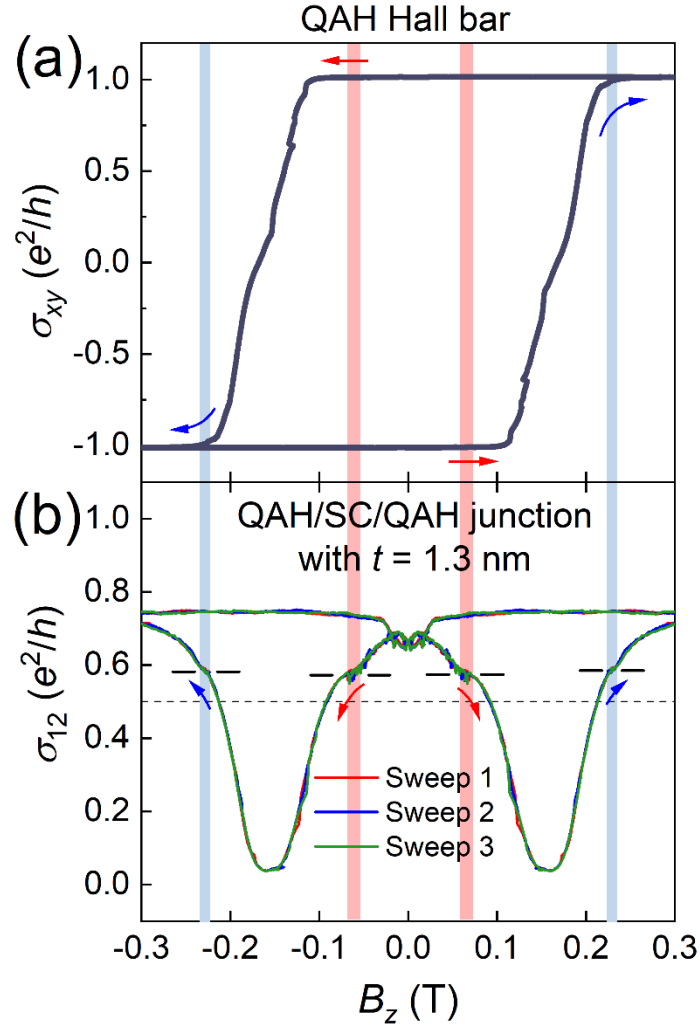 QAH Hall bar
(a)
1.0
0.5
0.0
-0.5
-1.0
σxy (e²/h)
(b)
QAH/SC/QAH junction
with t = 1.3 nm
1.0
0.8
0.6
0.4
0.2
0.0
σ12 (e²/h)
Sweep 1
Sweep 2
Sweep 3
-0.3 -0.2 -0.1 0.0 0.1 0.2 0.3
Bz (T)